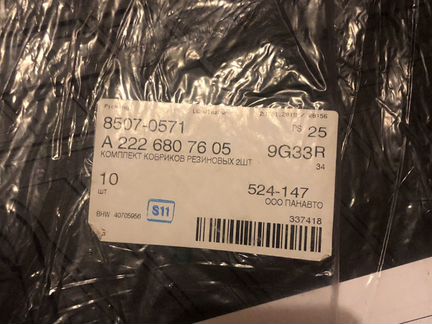 8507-0571 PS 25
A 222 680 76 05 9G33R
КОМПЛЕКТ КОВРИКОВ РЕЗИНОВЫХ 2ШТ 34
10 524-147
ШТ ООО ПАНАВТО
BHW 40705956 S11 337418
G